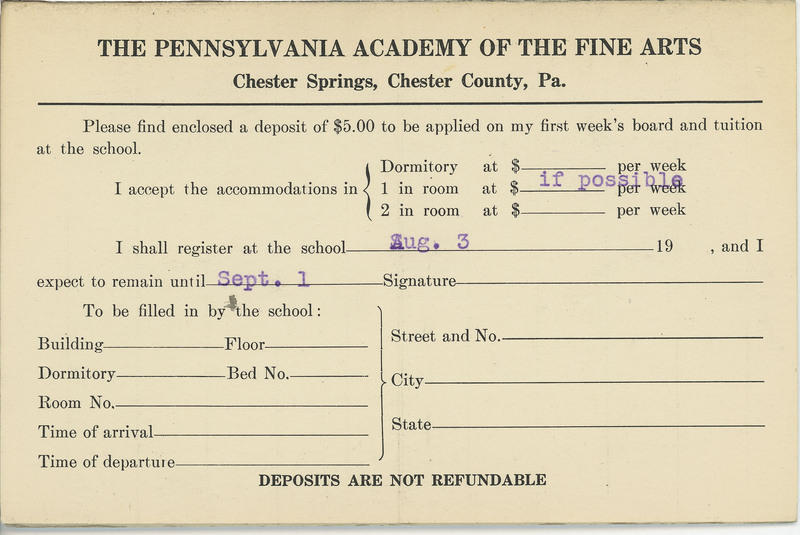 THE PENNSYLVANIA ACADEMY OF THE FINE ARTS
Chester Springs, Chester County, Pa.
Please find enclosed a deposit of $5.00 to be applied on my first week's board and tuition
at the school.
I accept the accommodations in
Dormitory at $ per week
1 in room at $ if possible per week
2 in room at $ per week
I shall register at the school Aug. 3 19 , and I
expect to remain until Sept. 1 Signature
To be filled in by the school:
Building Floor
Dormitory Bed No.
Room No.
Time of arrival
Time of departure
Street and No.
City
State
DEPOSITS ARE NOT REFUNDABLE